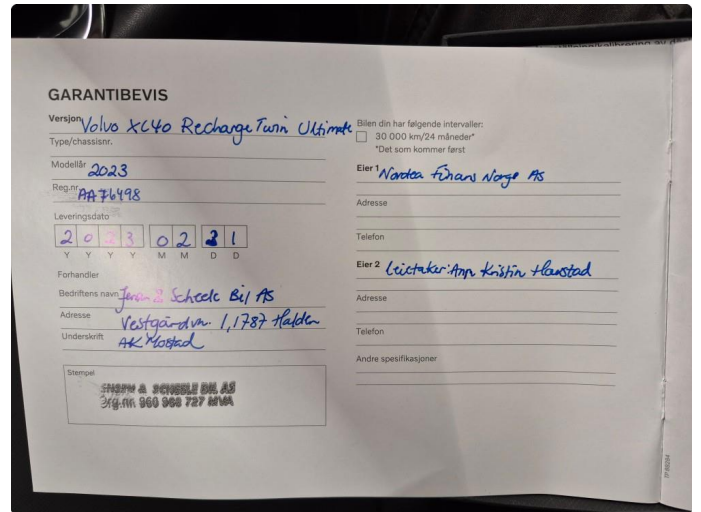 GARANTIBEVIS
Versjon Volvo XC40 Recharge Twin Ultimate
Type/chassisnr.
Modellår 2023
Reg.nr. AA76498
Leveringsdato
2 0 2 3 0 2 2 1
Y Y Y Y M M D D
Forhandler
Bedriftens navn Jensen & Scheele Bil AS
Adresse Vestgårdvn. 1, 1787 Halden
Underskrift AK Mostad
Stempel
JENSEN & SCHEELE BIL AS
Org.nr. 960 968 727 MVA
Bilen din har følgende intervaller:
30 000 km/24 måneder*
*Det som kommer først
Eier 1 Nordea Finans Norge AS
Adresse
Telefon
Eier 2 Leietaker: Ann Kristin
Adresse
Telefon
Andre spesifikasjoner